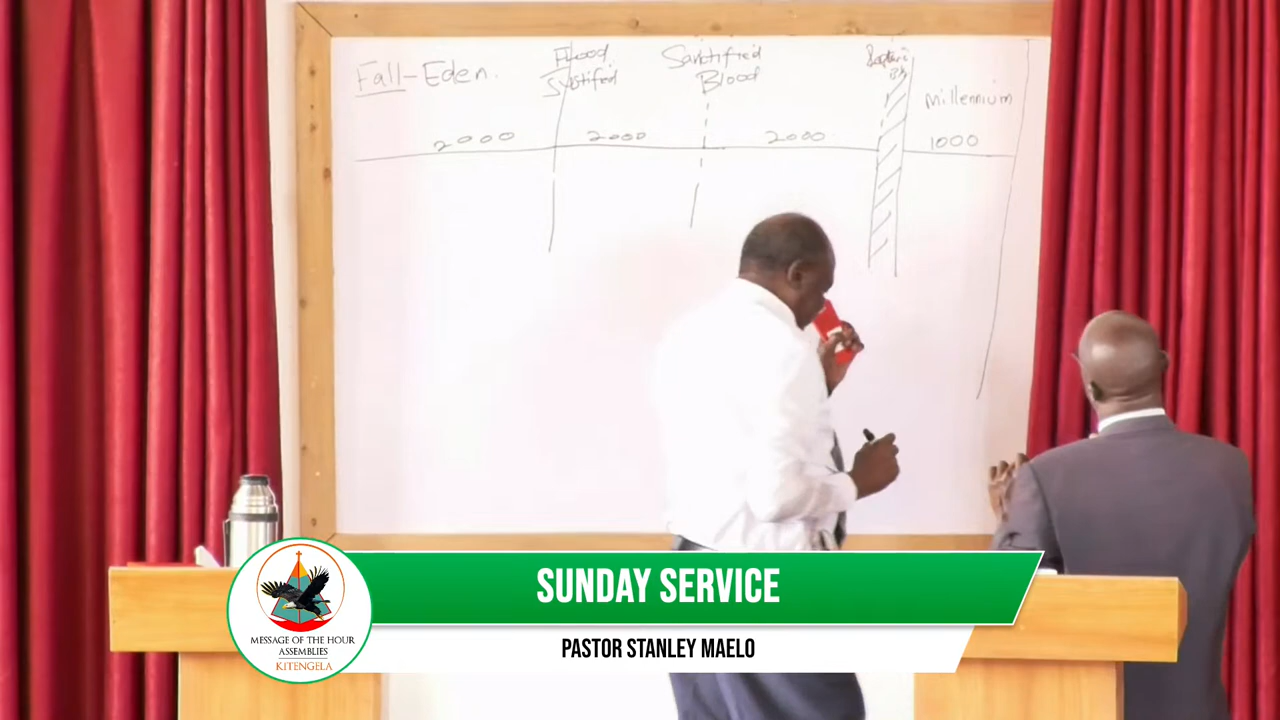 Fall-Eden.
Flood
Systifed
Sanctified
Blood
Millennium
2000
2000
2000
1000
SUNDAY SERVICE
PASTOR STANLEY MAELO
MESSAGE OF THE HOUR
ASSEMBLIES
KITENGELA